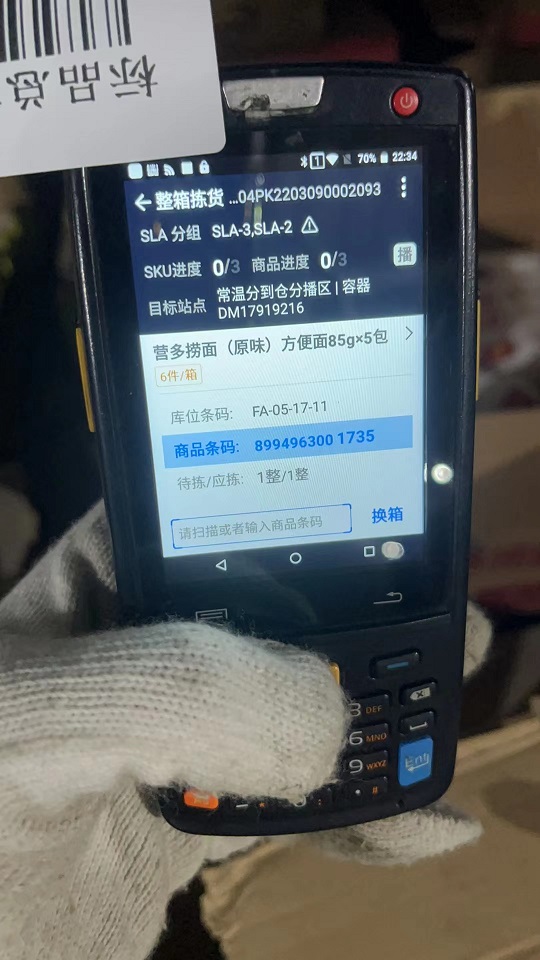 标品总
1 70% 22:34
整箱拣货 ...04PK2203090002093
SLA 分组 SLA-3,SLA-2
SKU进度 0/3 商品进度 0/3 播
目标站点 常温分到仓分播区 | 容器
DM17919216
营多捞面（原味）方便面85g×5包
6件/箱
库位条码: FA-05-17-11
商品条码: 899496300 1735
待拣/应拣: 1整/1整
请扫描或者输入商品条码 换箱
3 DEF
6 MNO
9 WXYZ